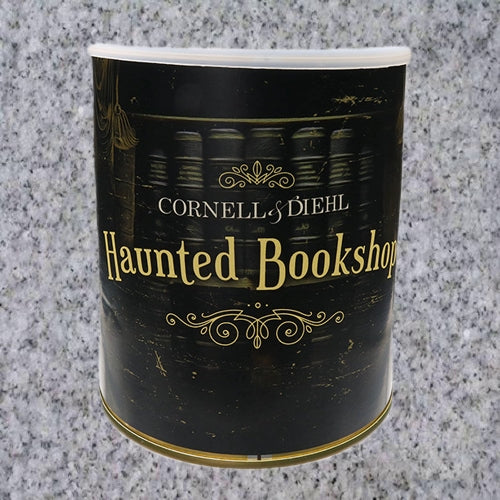 CORNELL & DIEHL
Haunted Bookshop